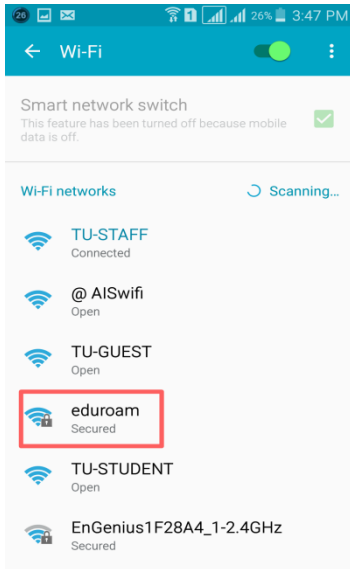 26 1 26% 3:47 PM
Wi-Fi
Smart network switch
This feature has been turned off because mobile
data is off.
Wi-Fi networks Scanning...
TU-STAFF
Connected
@ AISwifi
Open
TU-GUEST
Open
eduroam
Secured
TU-STUDENT
Open
EnGenius1F28A4_1-2.4GHz
Secured